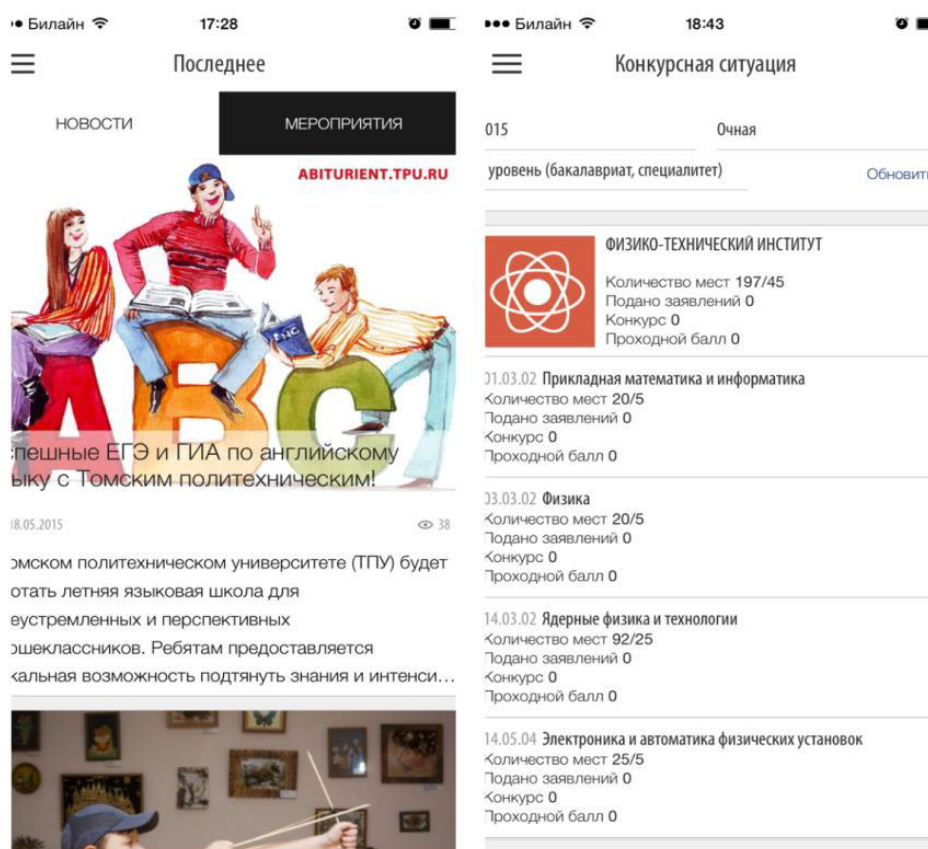 Билайн 17:28
Последнее
НОВОСТИ МЕРОПРИЯТИЯ
ABITURIENT.TPU.RU
ENG
ABC
пешные ЕГЭ и ГИА по английскому
ыку с Томским политехническим!
18.05.2015 38
омском политехническом университете (ТПУ) будет
отать летняя языковая школа для
еустремленных и перспективных
ошеклассников. Ребятам предоставляется
кальная возможность подтянуть знания и интенси...
Билайн 18:43
Конкурсная ситуация
015 Очная
уровень (бакалавриат, специалитет) Обновить
ФИЗИКО-ТЕХНИЧЕСКИЙ ИНСТИТУТ
Количество мест 197/45
Подано заявлений 0
Конкурс 0
Проходной балл 0
01.03.02 Прикладная математика и информатика
Количество мест 20/5
Подано заявлений 0
Конкурс 0
Проходной балл 0
03.03.02 Физика
Количество мест 20/5
Подано заявлений 0
Конкурс 0
Проходной балл 0
14.03.02 Ядерные физика и технологии
Количество мест 92/25
Подано заявлений 0
Конкурс 0
Проходной балл 0
14.05.04 Электроника и автоматика физических установок
Количество мест 25/5
Подано заявлений 0
Конкурс 0
Проходной балл 0